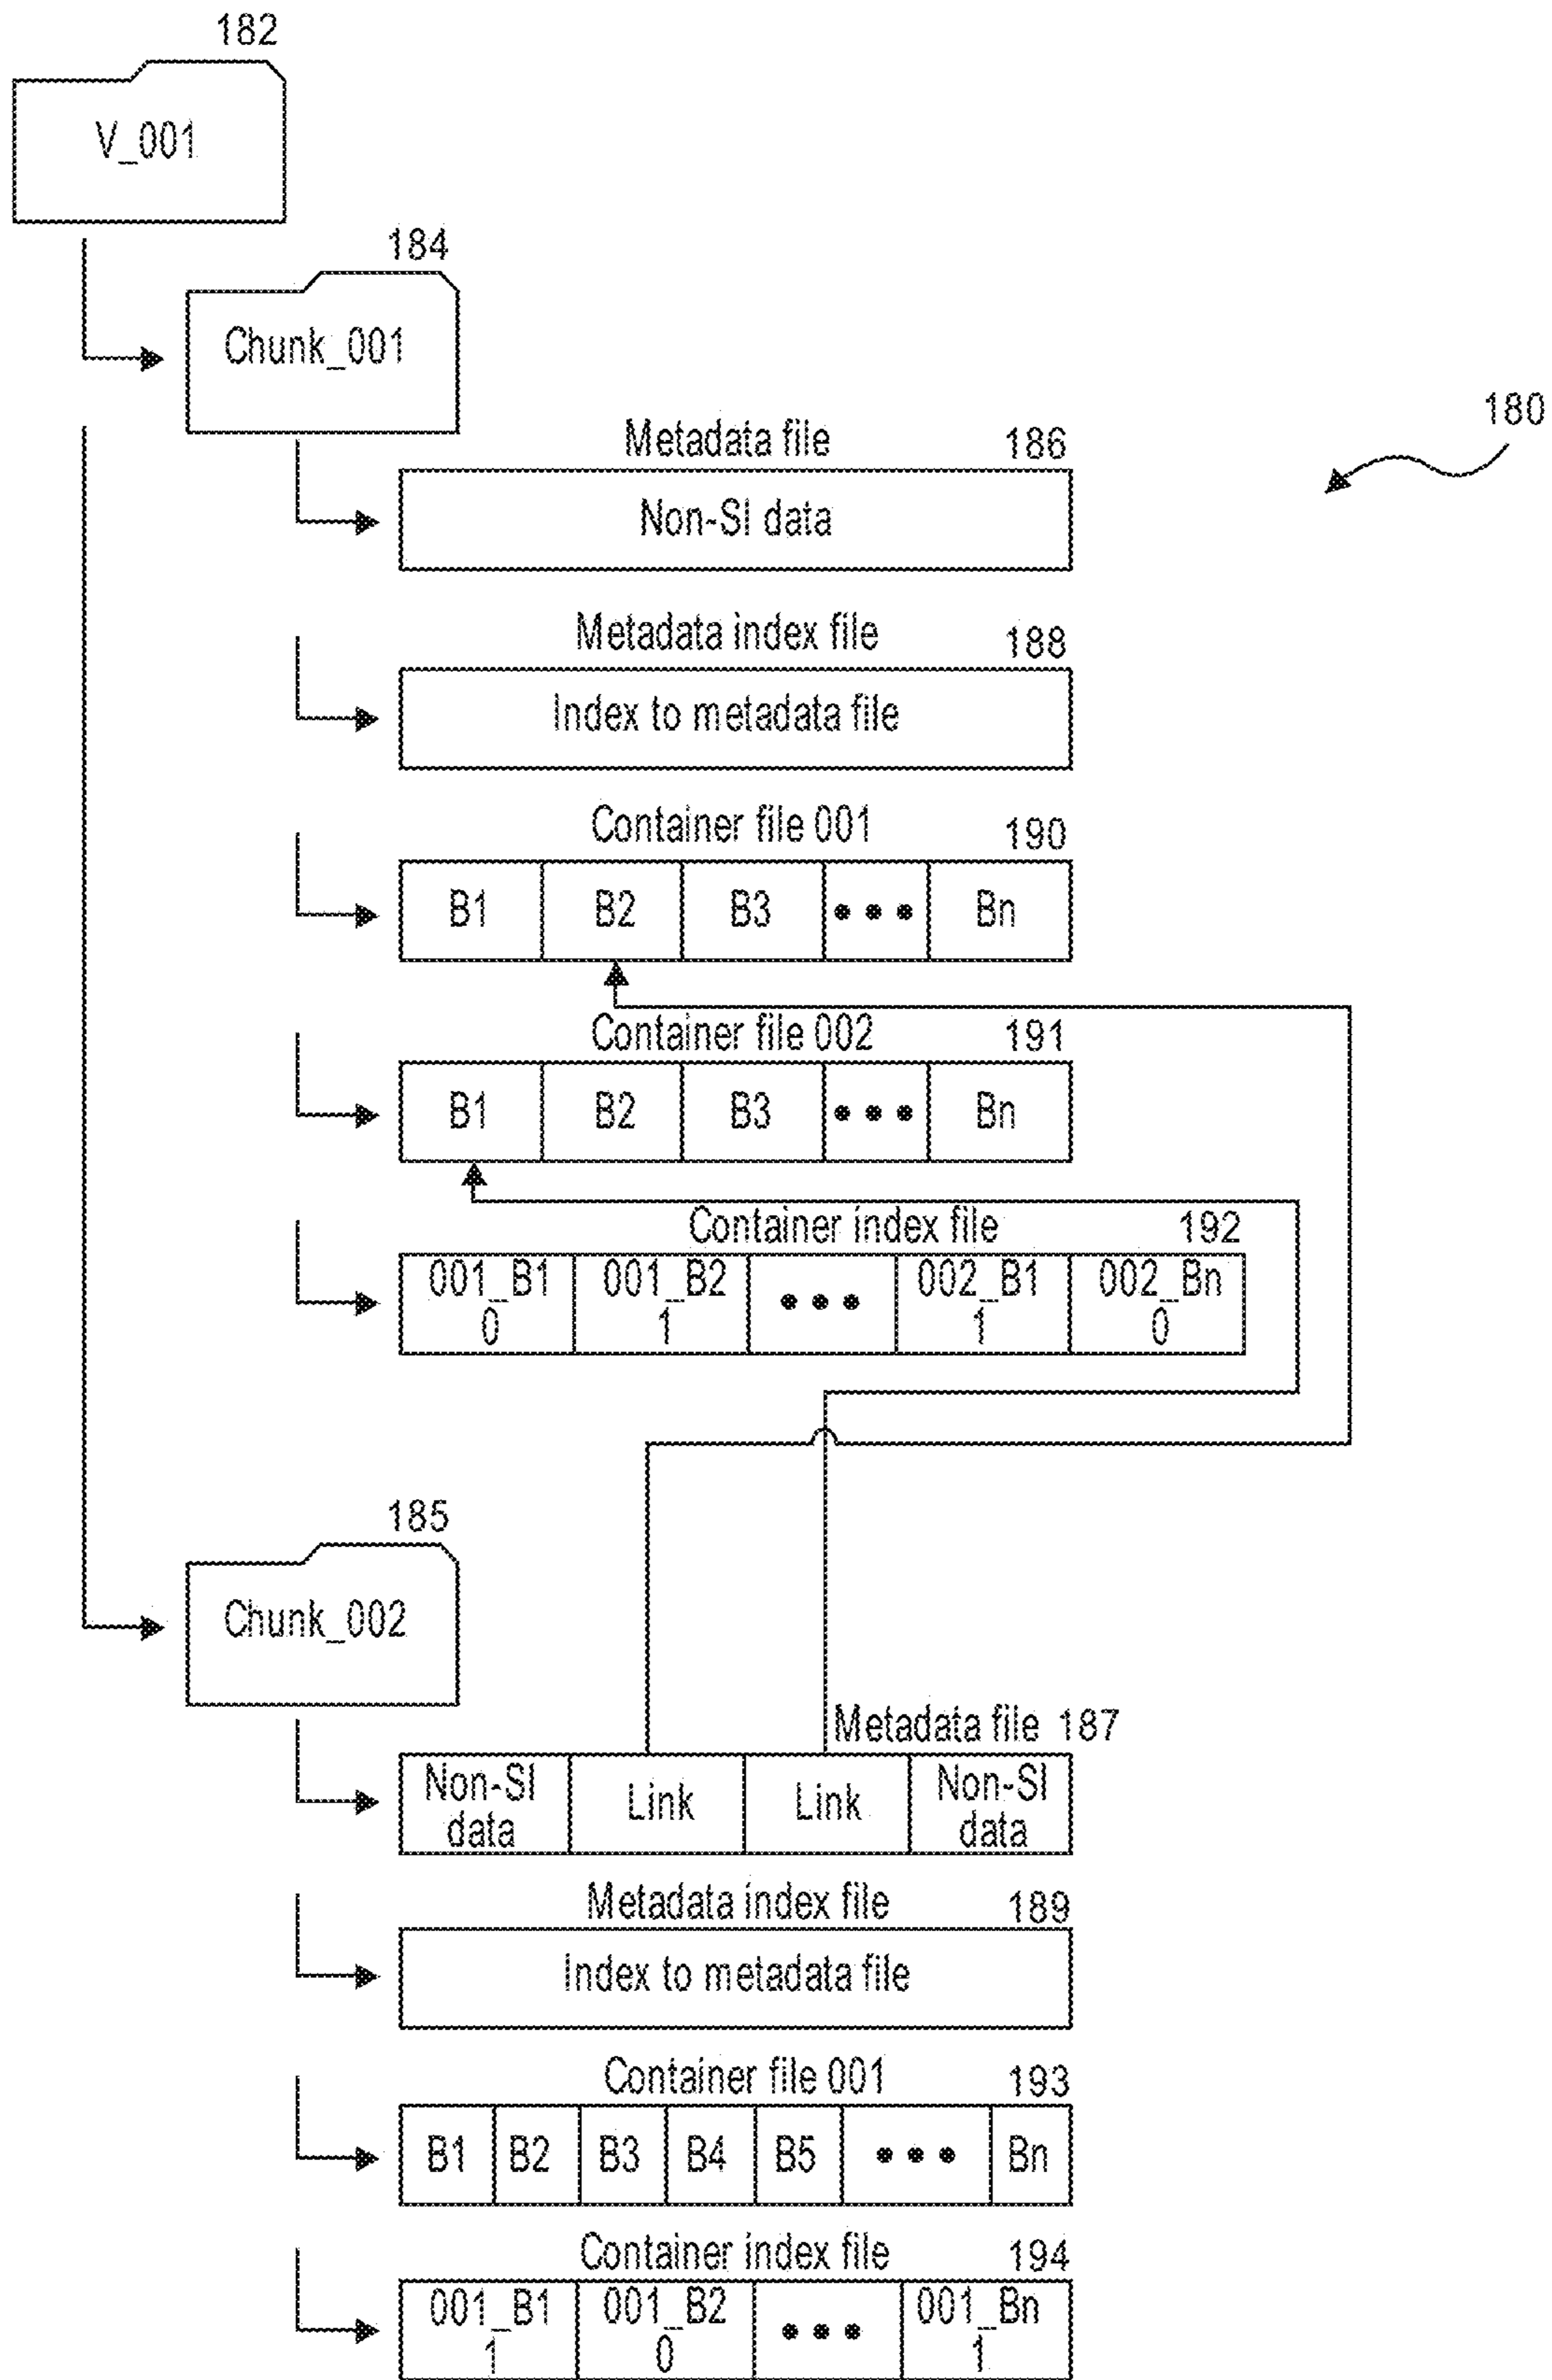 182
V_001
184
Chunk_001
180
Metadata file 186
Non-SI data
Metadata index file 188
Index to metadata file
Container file 001 190
B1 B2 B3 ••• Bn
Container file 002 191
B1 B2 B3 ••• Bn
Container index file 192
001_B1 001_B2 ••• 002_B1 002_Bn
0 1 1 0
185
Chunk_002
Metadata file 187
Non-SI Link Link Non-SI
data data
Metadata index file 189
Index to metadata file
Container file 001 193
B1 B2 B3 B4 B5 ••• Bn
Container index file 194
001_B1 001_B2 ••• 001_Bn
1 0 1